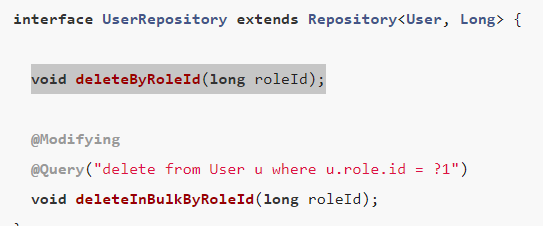 interface UserRepository extends Repository<User, Long> {
void deleteByRoleId(long roleId);
@Modifying
@Query("delete from User u where u.role.id = ?1")
void deleteInBulkByRoleId(long roleId);
}